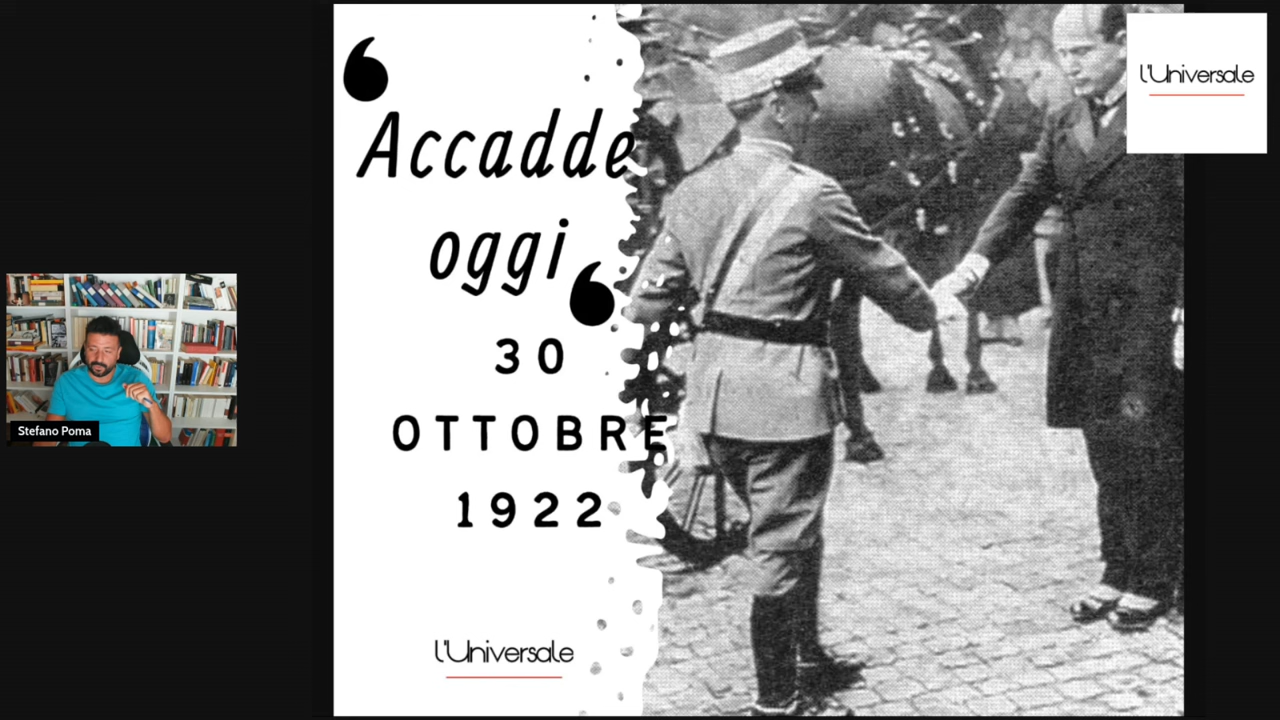 Accadde
oggi
30
OTTOBRE
1922
l'Universale
l'Universale
Stefano Poma